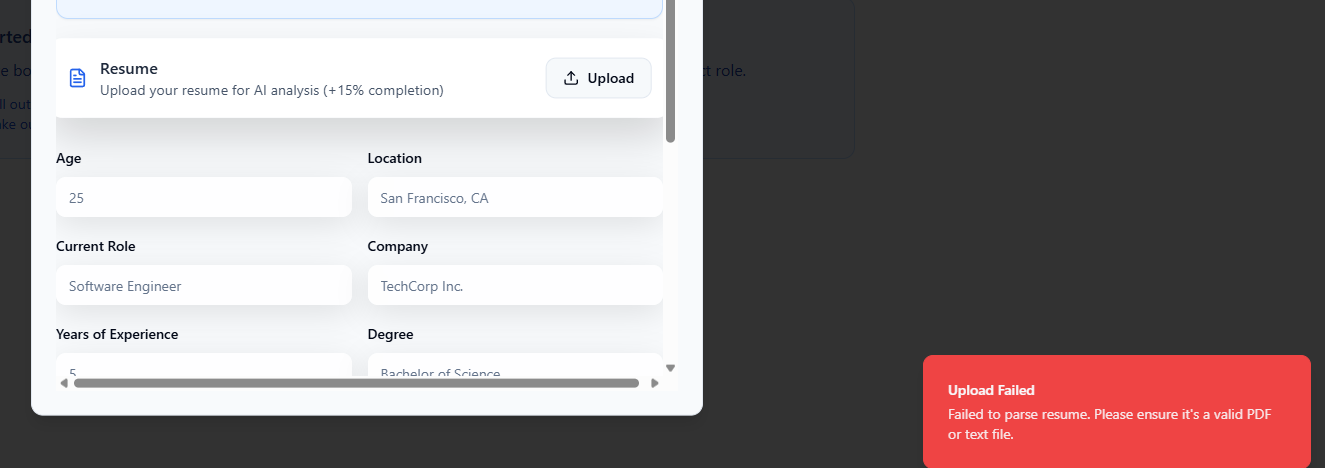 rted
e bo
ct role.
ll out
ake ou
Resume
Upload your resume for AI analysis (+15% completion)
Upload
Age
Location
25
San Francisco, CA
Current Role
Company
Software Engineer
TechCorp Inc.
Years of Experience
Degree
5
Bachelor of Science
Upload Failed
Failed to parse resume. Please ensure it's a valid PDF
or text file.